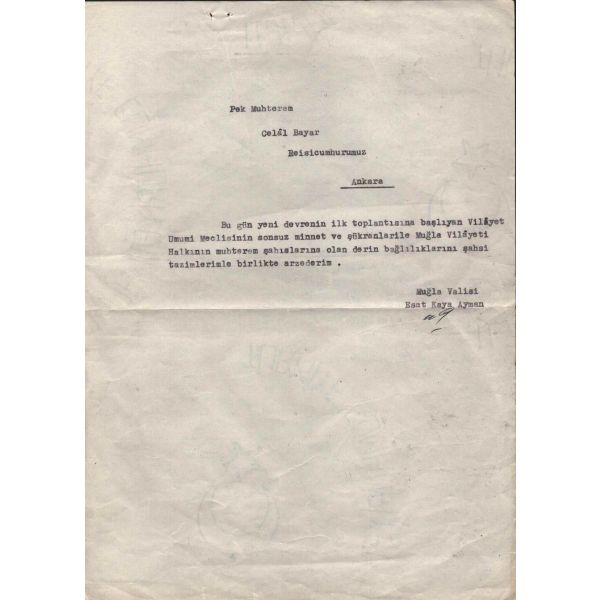 Pek Muhterem
Celâl Bayar
Reisicumhurumuz
Ankara
Bu gün yeni devrenin ilk toplantısına başlıyan Vilâyet
Umumi Meclisinin sonsuz minnet ve şükranlarile Muğla Vilâyeti
Halkının muhterem şahıslarına olan derin bağlılıklarını şahsi
tazimlerimle birlikte arzederim .
Muğla Valisi
Esat Kaya Ayman